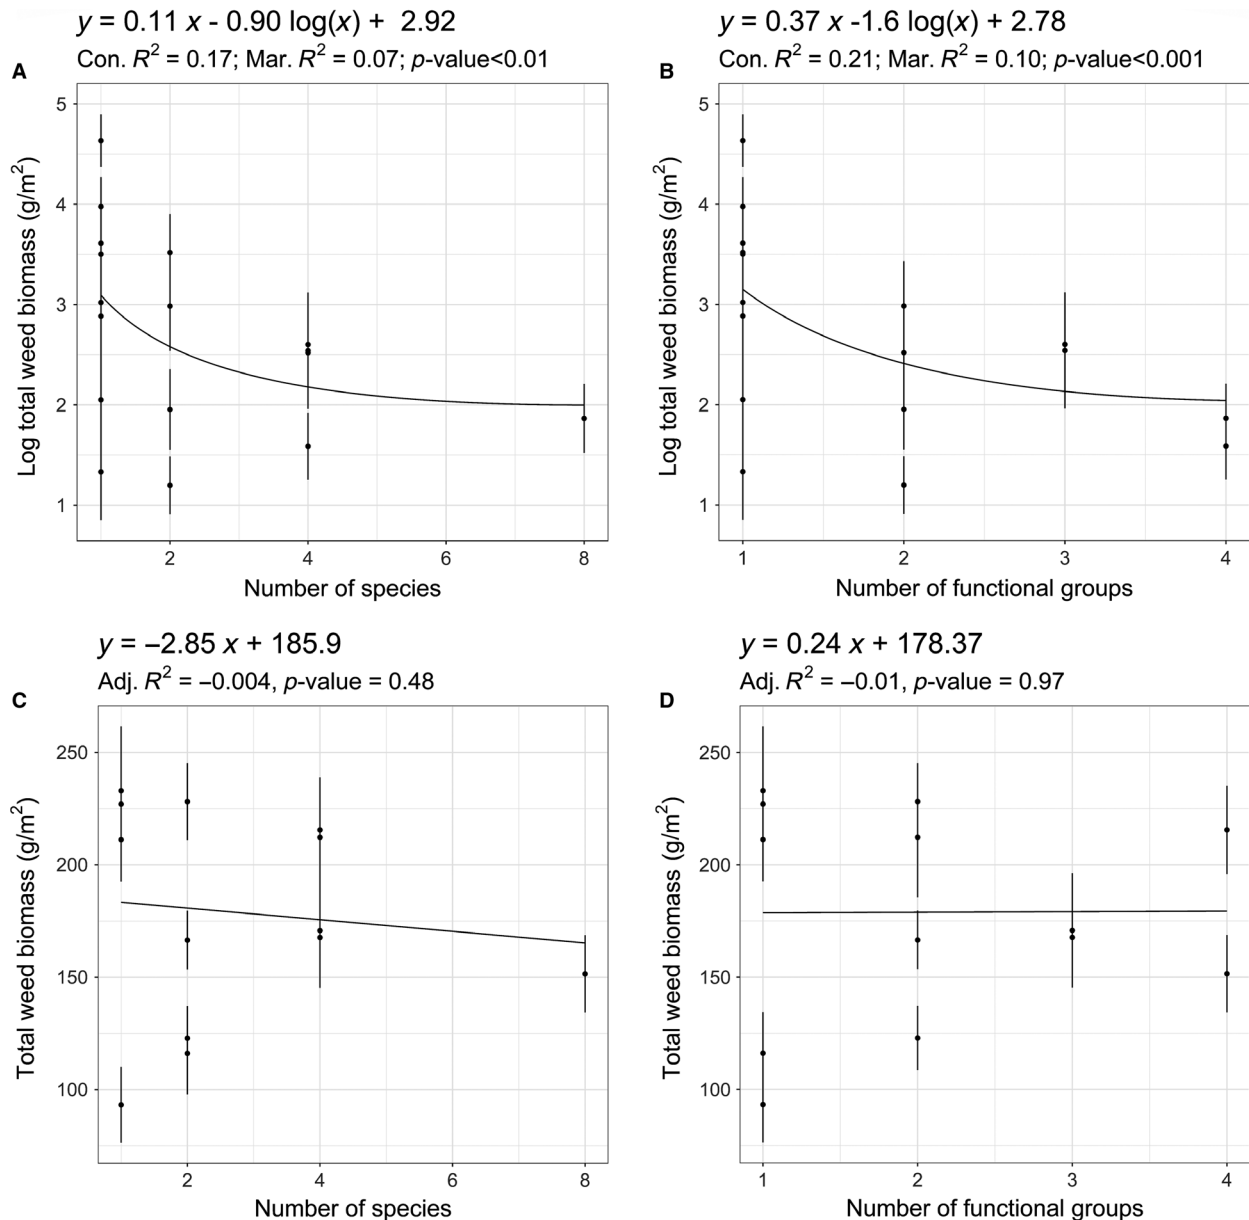 y = 0.11 x - 0.90 log(x) + 2.92
Con. R² = 0.17; Mar. R² = 0.07; p-value<0.01
A
5
4
3
2
1
Log total weed biomass (g/m²)
2
4
6
8
Number of species
y = 0.37 x -1.6 log(x) + 2.78
Con. R² = 0.21; Mar. R² = 0.10; p-value<0.001
B
5
4
3
2
1
Log total weed biomass (g/m²)
1
2
3
4
Number of functional groups
y = −2.85 x + 185.9
Adj. R² = −0.004, p-value = 0.48
C
250
200
150
100
Total weed biomass (g/m²)
2
4
6
8
Number of species
y = 0.24 x + 178.37
Adj. R² = −0.01, p-value = 0.97
D
250
200
150
100
Total weed biomass (g/m²)
1
2
3
4
Number of functional groups